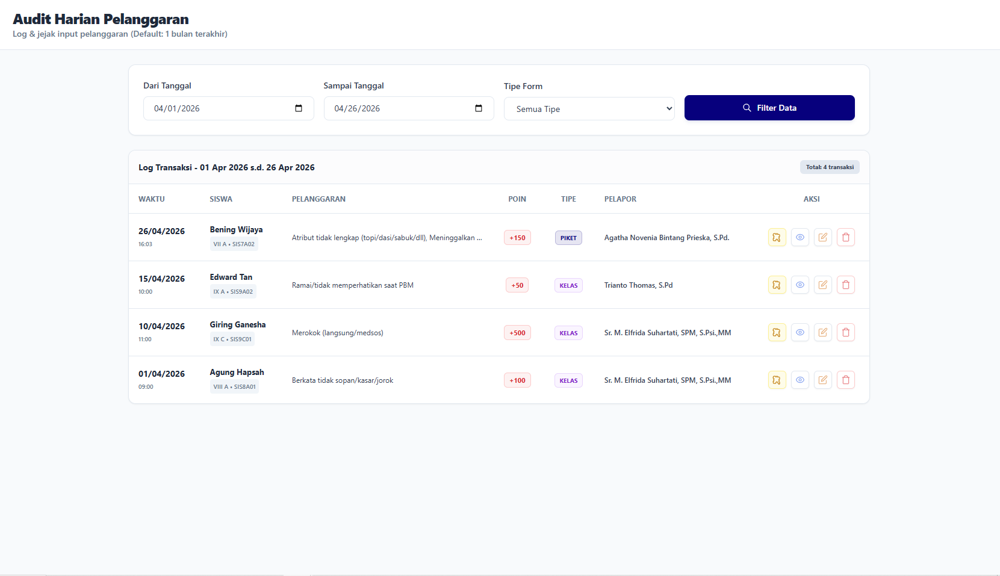 Audit Harian Pelanggaran
Log & jejak input pelanggaran (Default: 1 bulan terakhir)
Dari Tanggal
Sampai Tanggal
Tipe Form
04/01/2026
04/26/2026
Semua Tipe
Filter Data
Log Transaksi - 01 Apr 2026 s.d. 26 Apr 2026
Total: 4 transaksi
WAKTU SISWA PELANGGARAN POIN TIPE PELAPOR AKSI
26/04/2026
16:03
Bening Wijaya
VII A • SIS7A02
Atribut tidak lengkap (topi/dasi/sabuk/dll), Meninggalkan ...
+150
PIKET
Agatha Novenia Bintang Prieska, S.Pd.
15/04/2026
10:00
Edward Tan
IX A • SIS9A02
Ramai/tidak memperhatikan saat PBM
+50
KELAS
Trianto Thomas, S.Pd
10/04/2026
11:00
Giring Ganesha
IX C • SIS9C01
Merokok (langsung/medsos)
+500
KELAS
Sr. M. Elfrida Suhartati, SPM, S.Psi.,MM
01/04/2026
09:00
Agung Hapsah
VIII A • SIS8A01
Berkata tidak sopan/kasar/jorok
+100
KELAS
Sr. M. Elfrida Suhartati, SPM, S.Psi.,MM